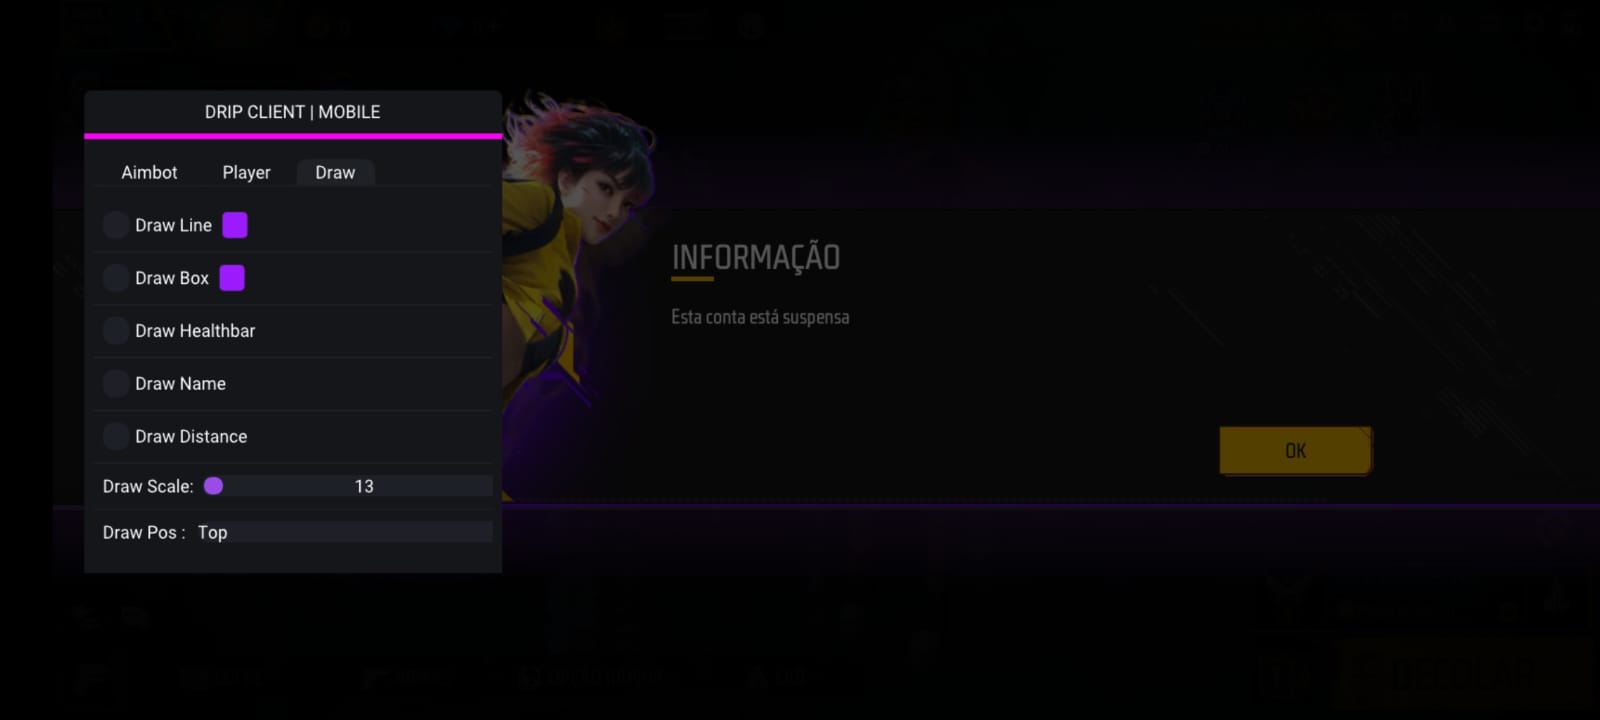 DRIP CLIENT | MOBILE
Aimbot Player Draw
Draw Line
Draw Box
Draw Healthbar
Draw Name
Draw Distance
Draw Scale: 13
Draw Pos : Top
INFORMAÇÃO
Esta conta está suspensa
OK
DECOLAR